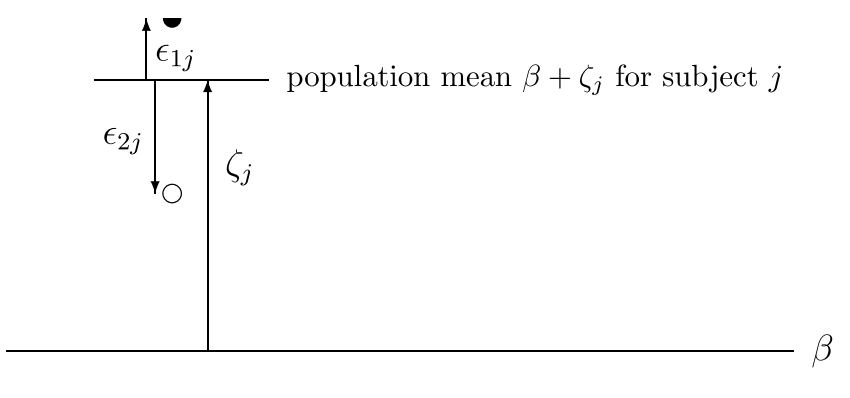 ϵ₁ⱼ
population mean β + ζⱼ for subject j
ϵ₂ⱼ
ζⱼ
β